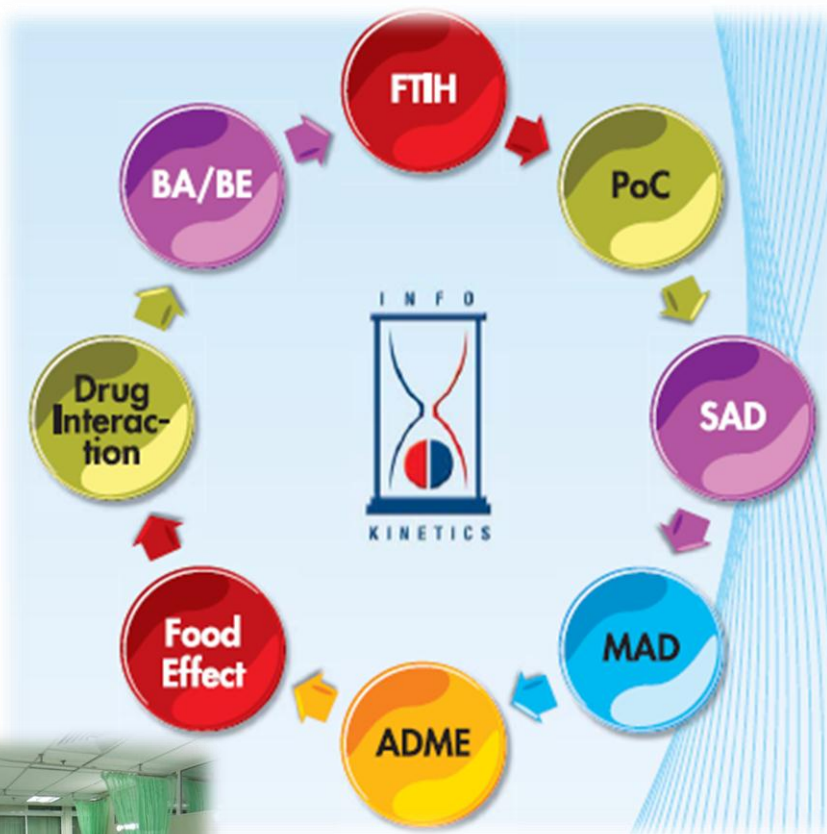 FTIH
PoC
SAD
MAD
ADME
Food
Effect
Drug
Interac-
tion
BA/BE
INFO
KINETICS